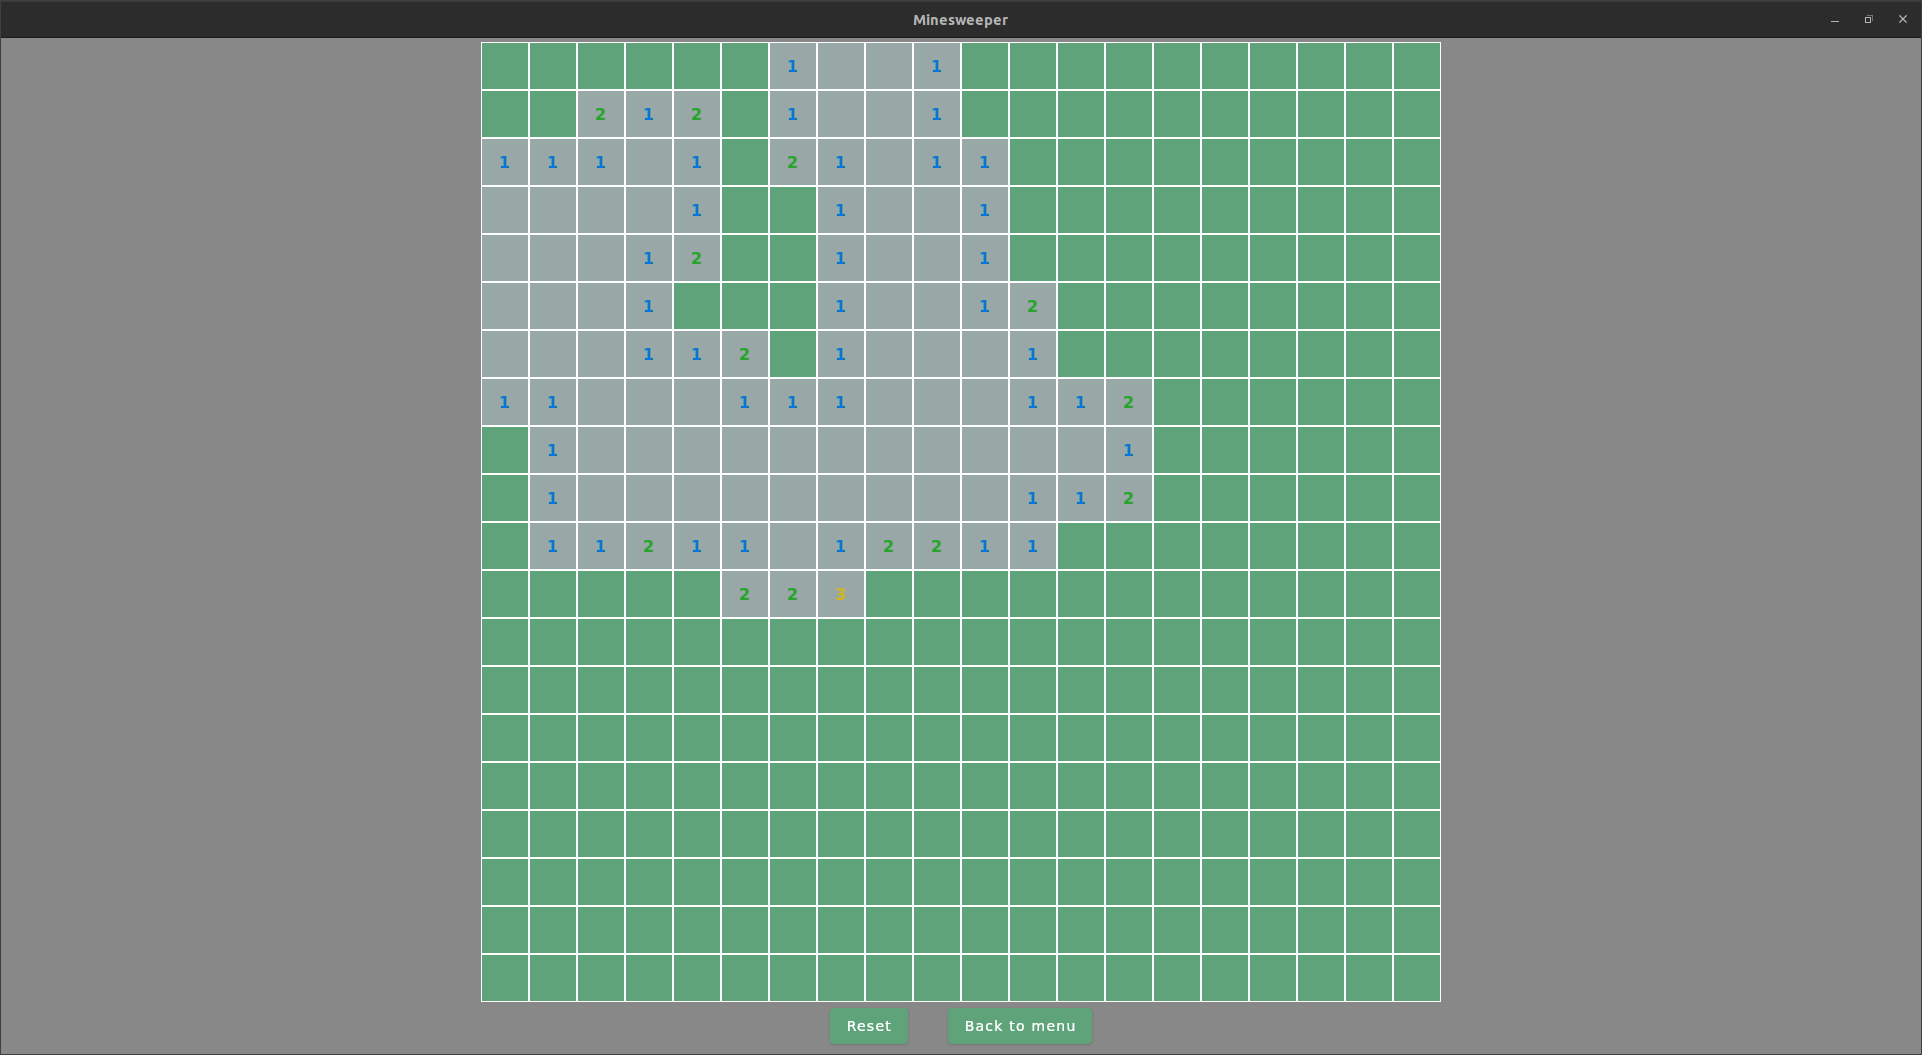 Minesweeper
1 1
2 1 2 1 1
1 1 1 1 2 1 1 1
1 1 1
1 2 1 1
1 1 1 2
1 1 2 1 1
1 1 1 1 1 1 1 2
1 1
1 1 1 2
1 1 2 1 1 1 2 2 1 1
2 2 3
Reset Back to menu